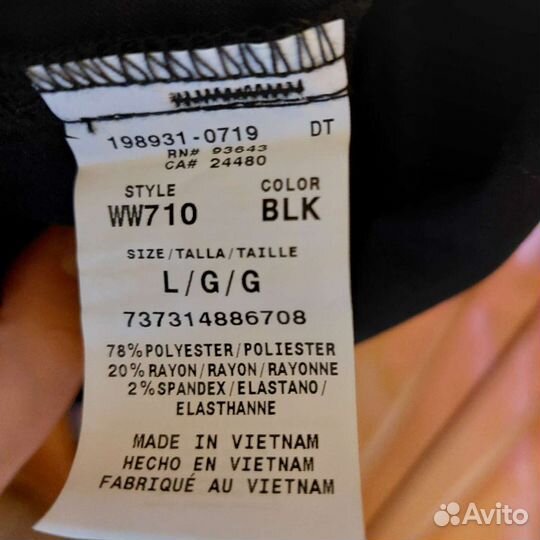 198931-0719 DT
RN# 93643
CA# 24480
STYLE COLOR
WW710 BLK
SIZE/TALLA/TAILLE
L/G/G
737314886708
78%POLYESTER/POLIESTER
20%RAYON/RAYON/RAYONNE
2%SPANDEX/ELASTANO/
ELASTHANNE
MADE IN VIETNAM
HECHO EN VIETNAM
FABRIQUÉ AU VIETNAM
Avito